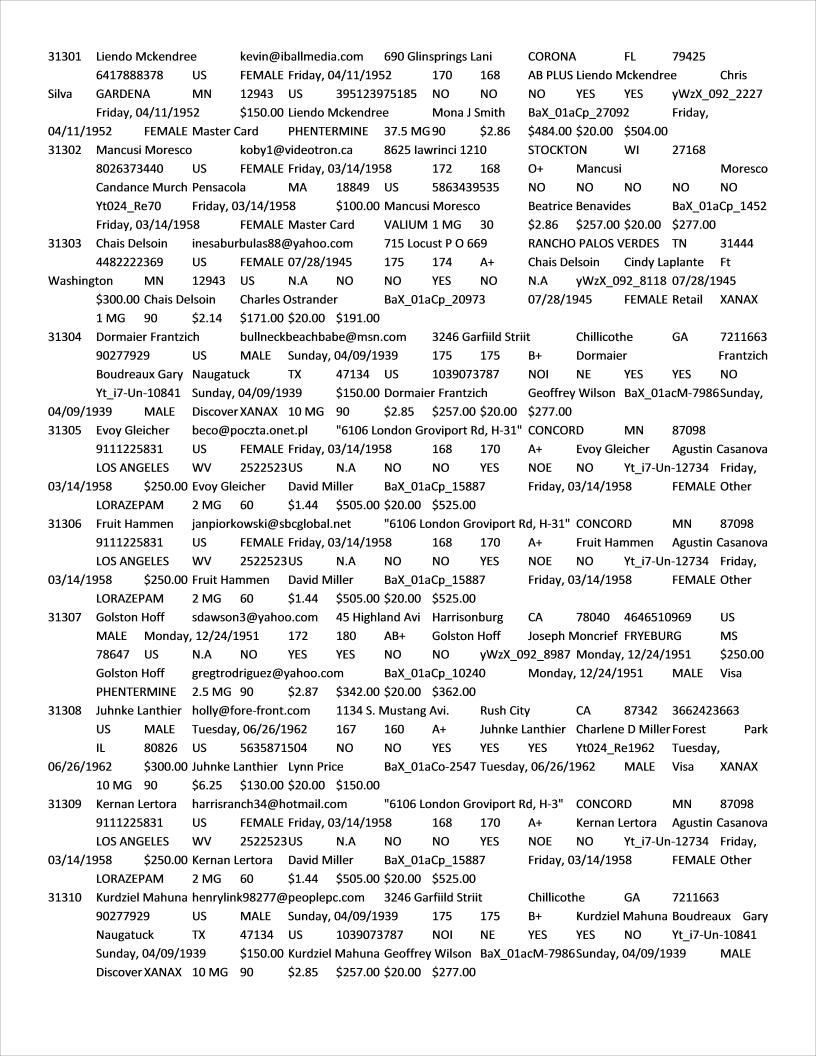 31301 Liendo Mckendree kevin@iballmedia.com 690 Glinsprings Lani CORONA FL 79425
6417888378 US FEMALE Friday, 04/11/1952 170 168 AB PLUS Liendo Mckendree Chris
Silva GARDENA MN 12943 US 395123975185 NO NO NO YES YES yWzX_092_2227
Friday, 04/11/1952 $150.00 Liendo Mckendree Mona J Smith BaX_01aCp_27092 Friday,
04/11/1952 FEMALE Master Card PHENTERMINE 37.5 MG 90 $2.86 $484.00 $20.00 $504.00
31302 Mancusi Moresco koby1@videotron.ca 8625 lawrinci 1210 STOCKTON WI 27168
8026373440 US FEMALE Friday, 03/14/1958 172 168 O+ Mancusi Moresco
Candance Murch Pensacola MA 18849 US 5863439535 NO NO NO NO NO
Yt024_Re70 Friday, 03/14/1958 $100.00 Mancusi Moresco Beatrice Benavides BaX_01aCp_1452
Friday, 03/14/1958 FEMALE Master Card VALIUM 1 MG 30 $2.86 $257.00 $20.00 $277.00
31303 Chais Delsoin inesaburbulas88@yahoo.com 715 Locust P O 669 RANCHO PALOS VERDES TN 31444
4482222369 US FEMALE 07/28/1945 175 174 A+ Chais Delsoin Cindy Laplante Ft
Washington MN 12943 US N.A NO NO YES NO N.A yWzX_092_8118 07/28/1945
$300.00 Chais Delsoin Charles Ostrander BaX_01aCp_20973 07/28/1945 FEMALE Retail XANAX
1 MG 90 $2.14 $171.00 $20.00 $191.00
31304 Dormaier Frantzich bullneckbeachbabe@msn.com 3246 Garfiild Striit Chillicothe GA 7211663
90277929 US MALE Sunday, 04/09/1939 175 175 B+ Dormaier Frantzich
Boudreaux Gary Naugatuck TX 47134 US 1039073787 NOI NE YES YES NO
Yt_i7-Un-10841 Sunday, 04/09/1939 $150.00 Dormaier Frantzich Geoffrey Wilson BaX_01acM-7986 Sunday,
04/09/1939 MALE Discover XANAX 10 MG 90 $2.85 $257.00 $20.00 $277.00
31305 Evoy Gleicher beco@poczta.onet.pl "6106 London Groviport Rd, H-31" CONCORD MN 87098
9111225831 US FEMALE Friday, 03/14/1958 168 170 A+ Evoy Gleicher Agustin Casanova
LOS ANGELES WV 2522523 US N.A NO NO YES NOE NO Yt_i7-Un-12734 Friday,
03/14/1958 $250.00 Evoy Gleicher David Miller BaX_01aCp_15887 Friday, 03/14/1958 FEMALE Other
LORAZEPAM 2 MG 60 $1.44 $505.00 $20.00 $525.00
31306 Fruit Hammen janpiorkowski@sbcglobal.net "6106 London Groviport Rd, H-31" CONCORD MN 87098
9111225831 US FEMALE Friday, 03/14/1958 168 170 A+ Fruit Hammen Agustin Casanova
LOS ANGELES WV 2522523 US N.A NO NO YES NOE NO Yt_i7-Un-12734 Friday,
03/14/1958 $250.00 Fruit Hammen David Miller BaX_01aCp_15887 Friday, 03/14/1958 FEMALE Other
LORAZEPAM 2 MG 60 $1.44 $505.00 $20.00 $525.00
31307 Golston Hoff sdawson3@yahoo.com 45 Highland Avi Harrisonburg CA 78040 4646510969 US
MALE Monday, 12/24/1951 172 180 AB+ Golston Hoff Joseph Moncrief FRYEBURG MS
78647 US N.A NO YES YES NO NO yWzX_092_8987 Monday, 12/24/1951 $250.00
Golston Hoff gregtrodriguez@yahoo.com BaX_01aCp_10240 Monday, 12/24/1951 MALE Visa
PHENTERMINE 2.5 MG 90 $2.87 $342.00 $20.00 $362.00
31308 Juhnke Lanthier holly@fore-front.com 1134 S. Mustang Avi. Rush City CA 87342 3662423663
US MALE Tuesday, 06/26/1962 167 160 A+ Juhnke Lanthier Charlene D Miller Forest Park
IL 80826 US 5635871504 NO NO YES YES YES Yt024_Re1962 Tuesday,
06/26/1962 $300.00 Juhnke Lanthier Lynn Price BaX_01aCo-2547 Tuesday, 06/26/1962 MALE Visa XANAX
10 MG 90 $6.25 $130.00 $20.00 $150.00
31309 Kernan Lertora harrisranch34@hotmail.com "6106 London Groviport Rd, H-3" CONCORD MN 87098
9111225831 US FEMALE Friday, 03/14/1958 168 170 A+ Kernan Lertora Agustin Casanova
LOS ANGELES WV 2522523 US N.A NO NO YES NOE NO Yt_i7-Un-12734 Friday,
03/14/1958 $250.00 Kernan Lertora David Miller BaX_01aCp_15887 Friday, 03/14/1958 FEMALE Other
LORAZEPAM 2 MG 60 $1.44 $505.00 $20.00 $525.00
31310 Kurdziel Mahuna henrylink98277@peoplepc.com 3246 Garfiild Striit Chillicothe GA 7211663
90277929 US MALE Sunday, 04/09/1939 175 175 B+ Kurdziel Mahuna Boudreaux Gary
Naugatuck TX 47134 US 1039073787 NOI NE YES YES NO Yt_i7-Un-10841
Sunday, 04/09/1939 $150.00 Kurdziel Mahuna Geoffrey Wilson BaX_01acM-7986 Sunday, 04/09/1939 MALE
Discover XANAX 10 MG 90 $2.85 $257.00 $20.00 $277.00